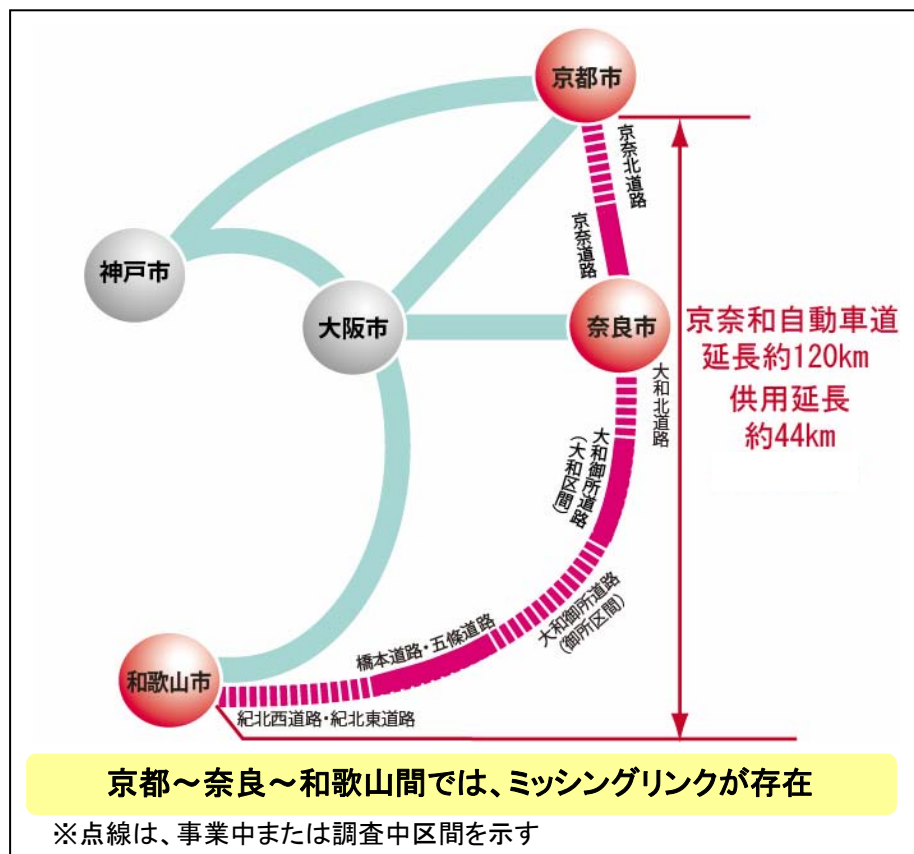 京都市
京奈北道路
京奈道路
神戸市
大阪市
奈良市
京奈和自動車道
延長約120km
供用延長
約44km
大和北道路
大和御所道路
(大和区間)
大和御所道路
(御所区間)
橋本道路・五條道路
和歌山市
紀北西道路・紀北東道路
京都～奈良～和歌山間では、ミッシングリンクが存在
※点線は、事業中または調査中区間を示す